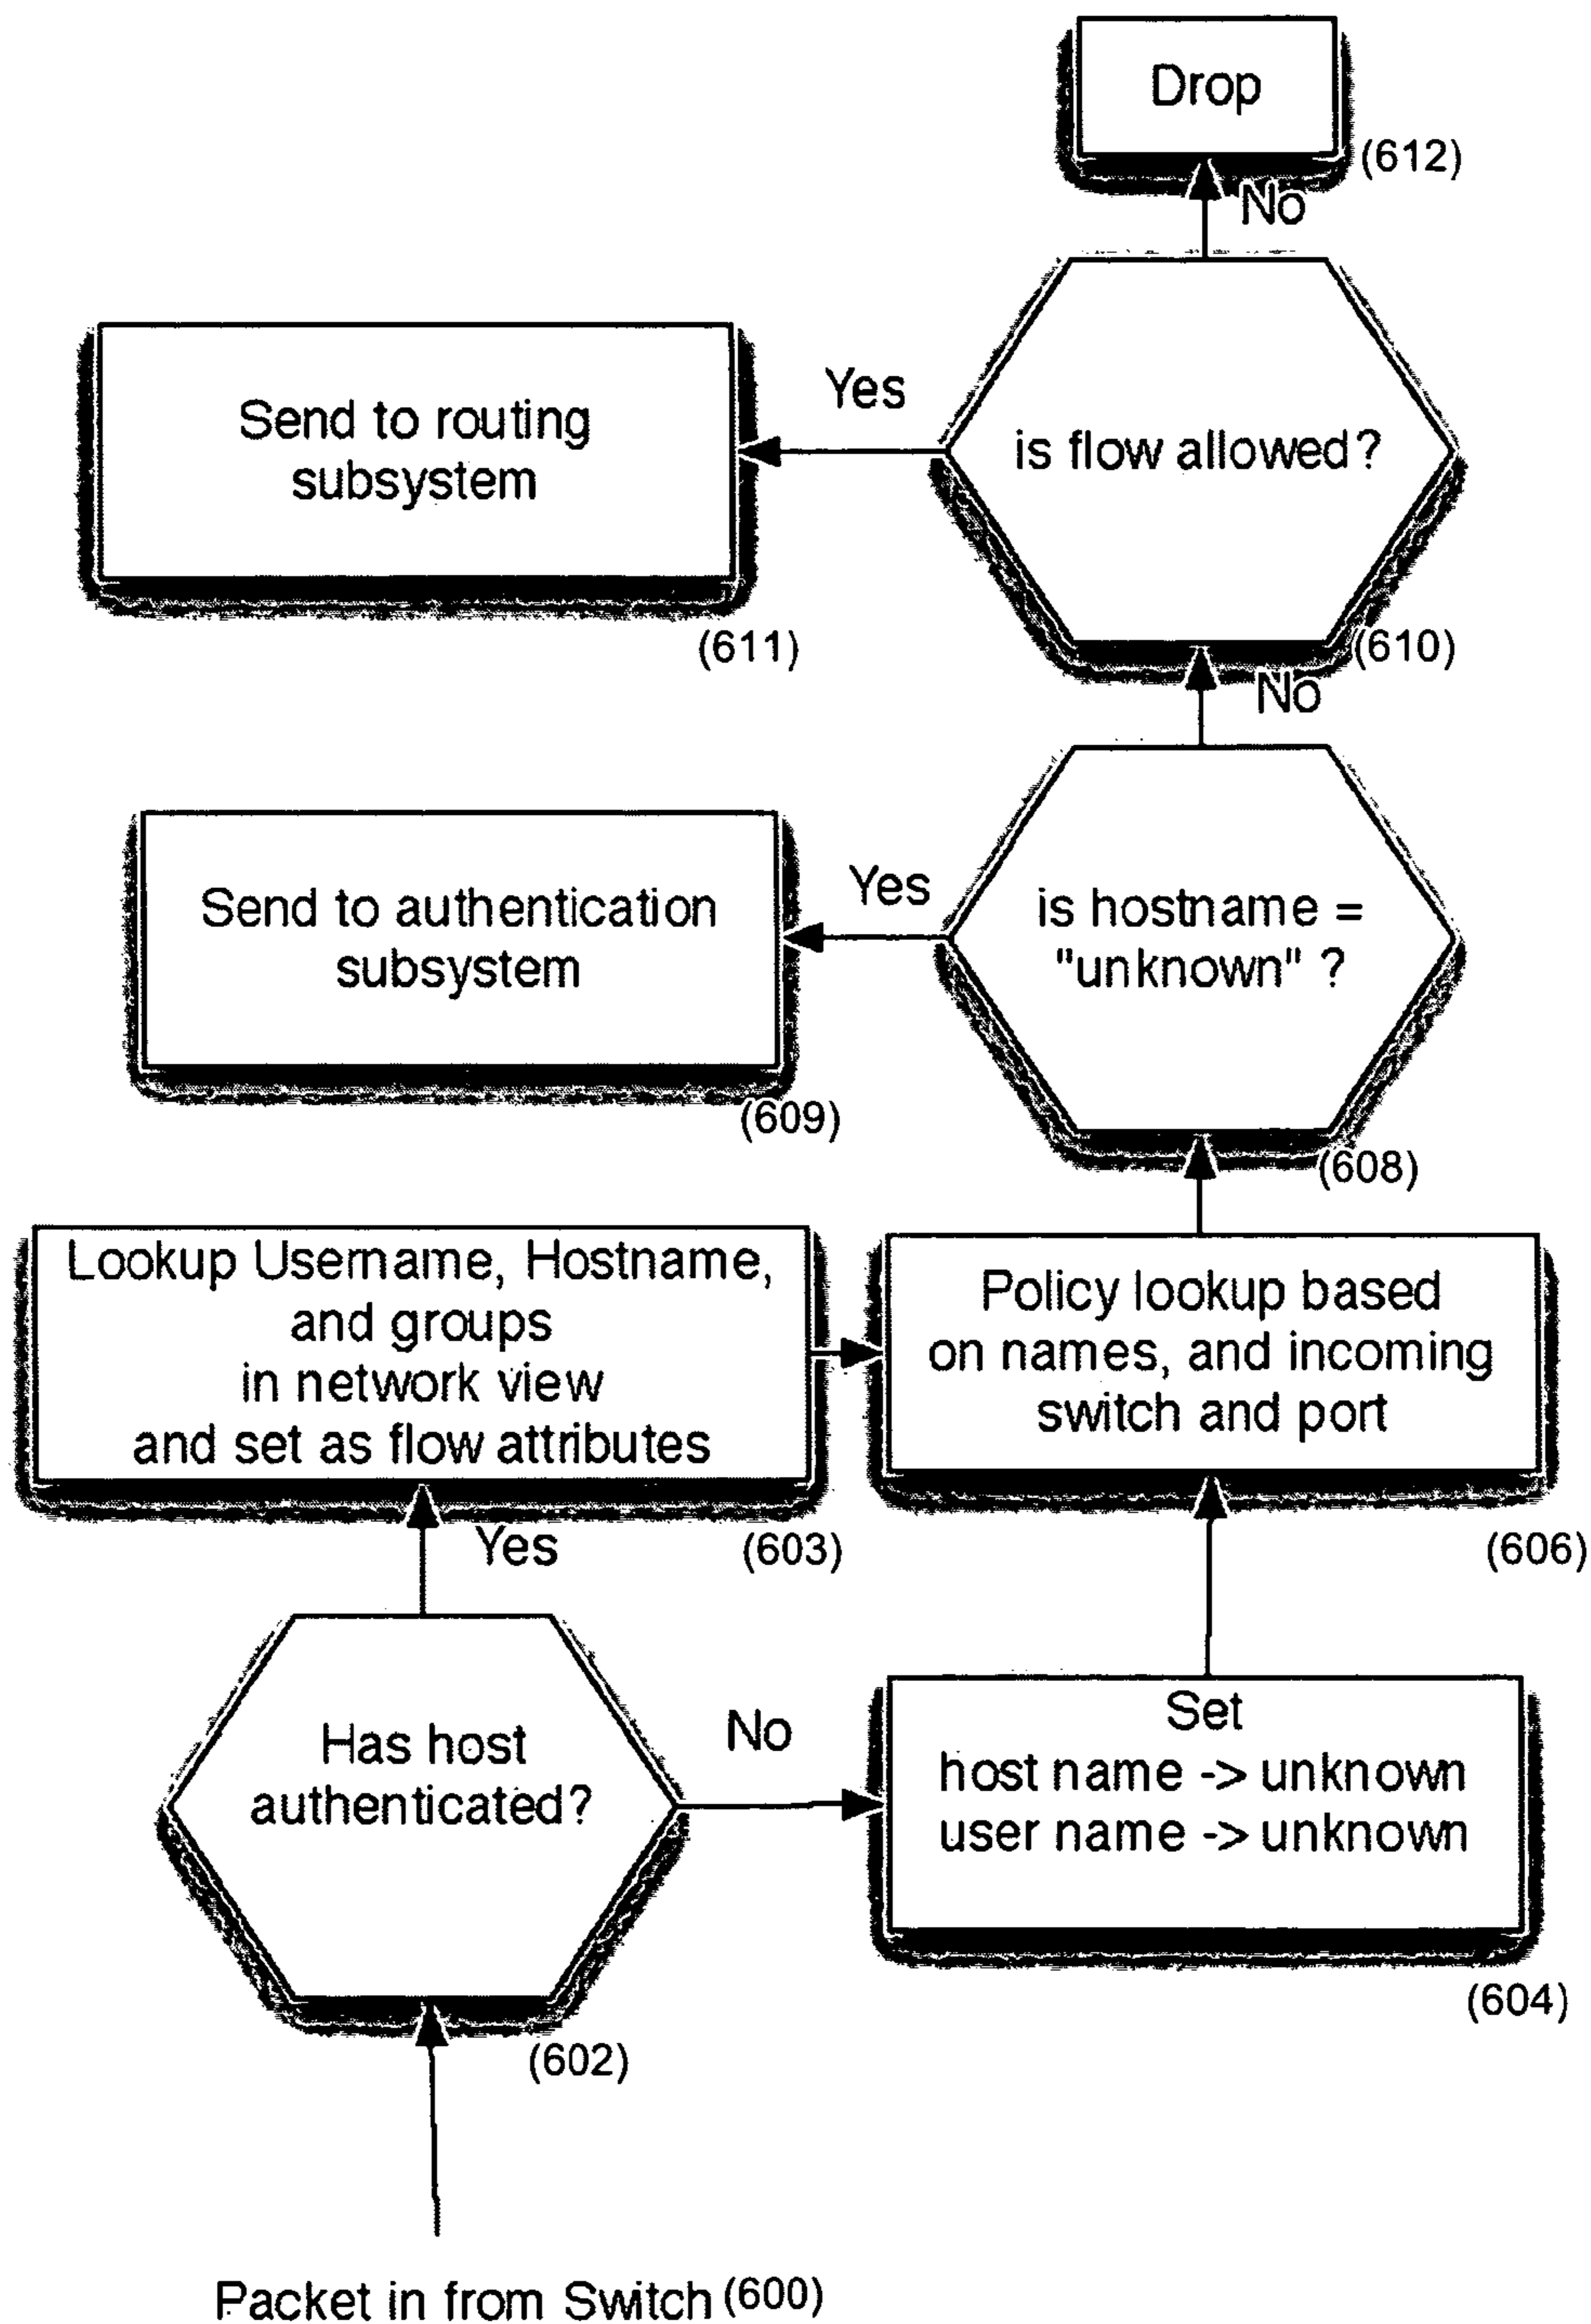 Drop
(612)
No
Send to routing
subsystem
(611)
Yes
is flow allowed?
(610)
No
Send to authentication
subsystem
(609)
Yes
is hostname =
"unknown" ?
(608)
Lookup Username, Hostname,
and groups
in network view
and set as flow attributes
(603)
Policy lookup based
on names, and incoming
switch and port
(606)
Yes
Has host
authenticated?
(602)
No
Set
host name -> unknown
user name -> unknown
(604)
Packet in from Switch (600)